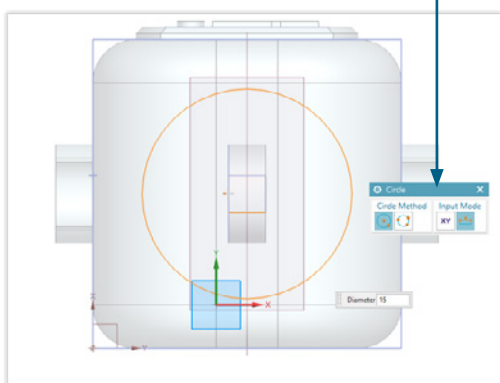 Circle
Circle Method
Input Mode
XY
Y
X
Diameter 15
X
Y